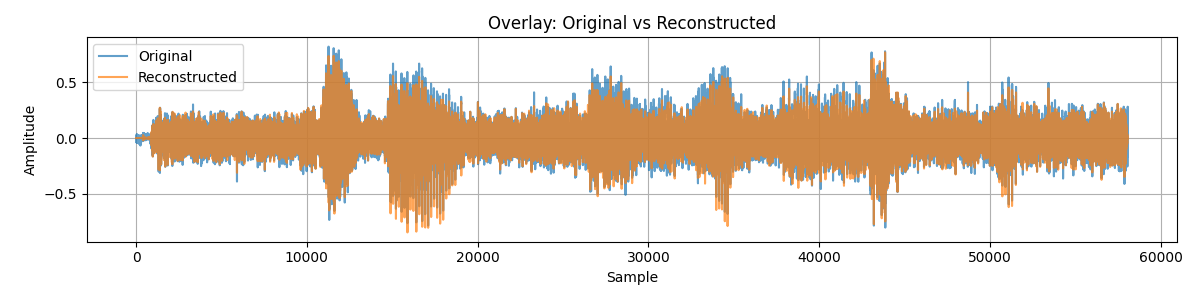 Overlay: Original vs Reconstructed
Original
Reconstructed
0.5
0.0
−0.5
Amplitude
0 10000 20000 30000 40000 50000 60000
Sample